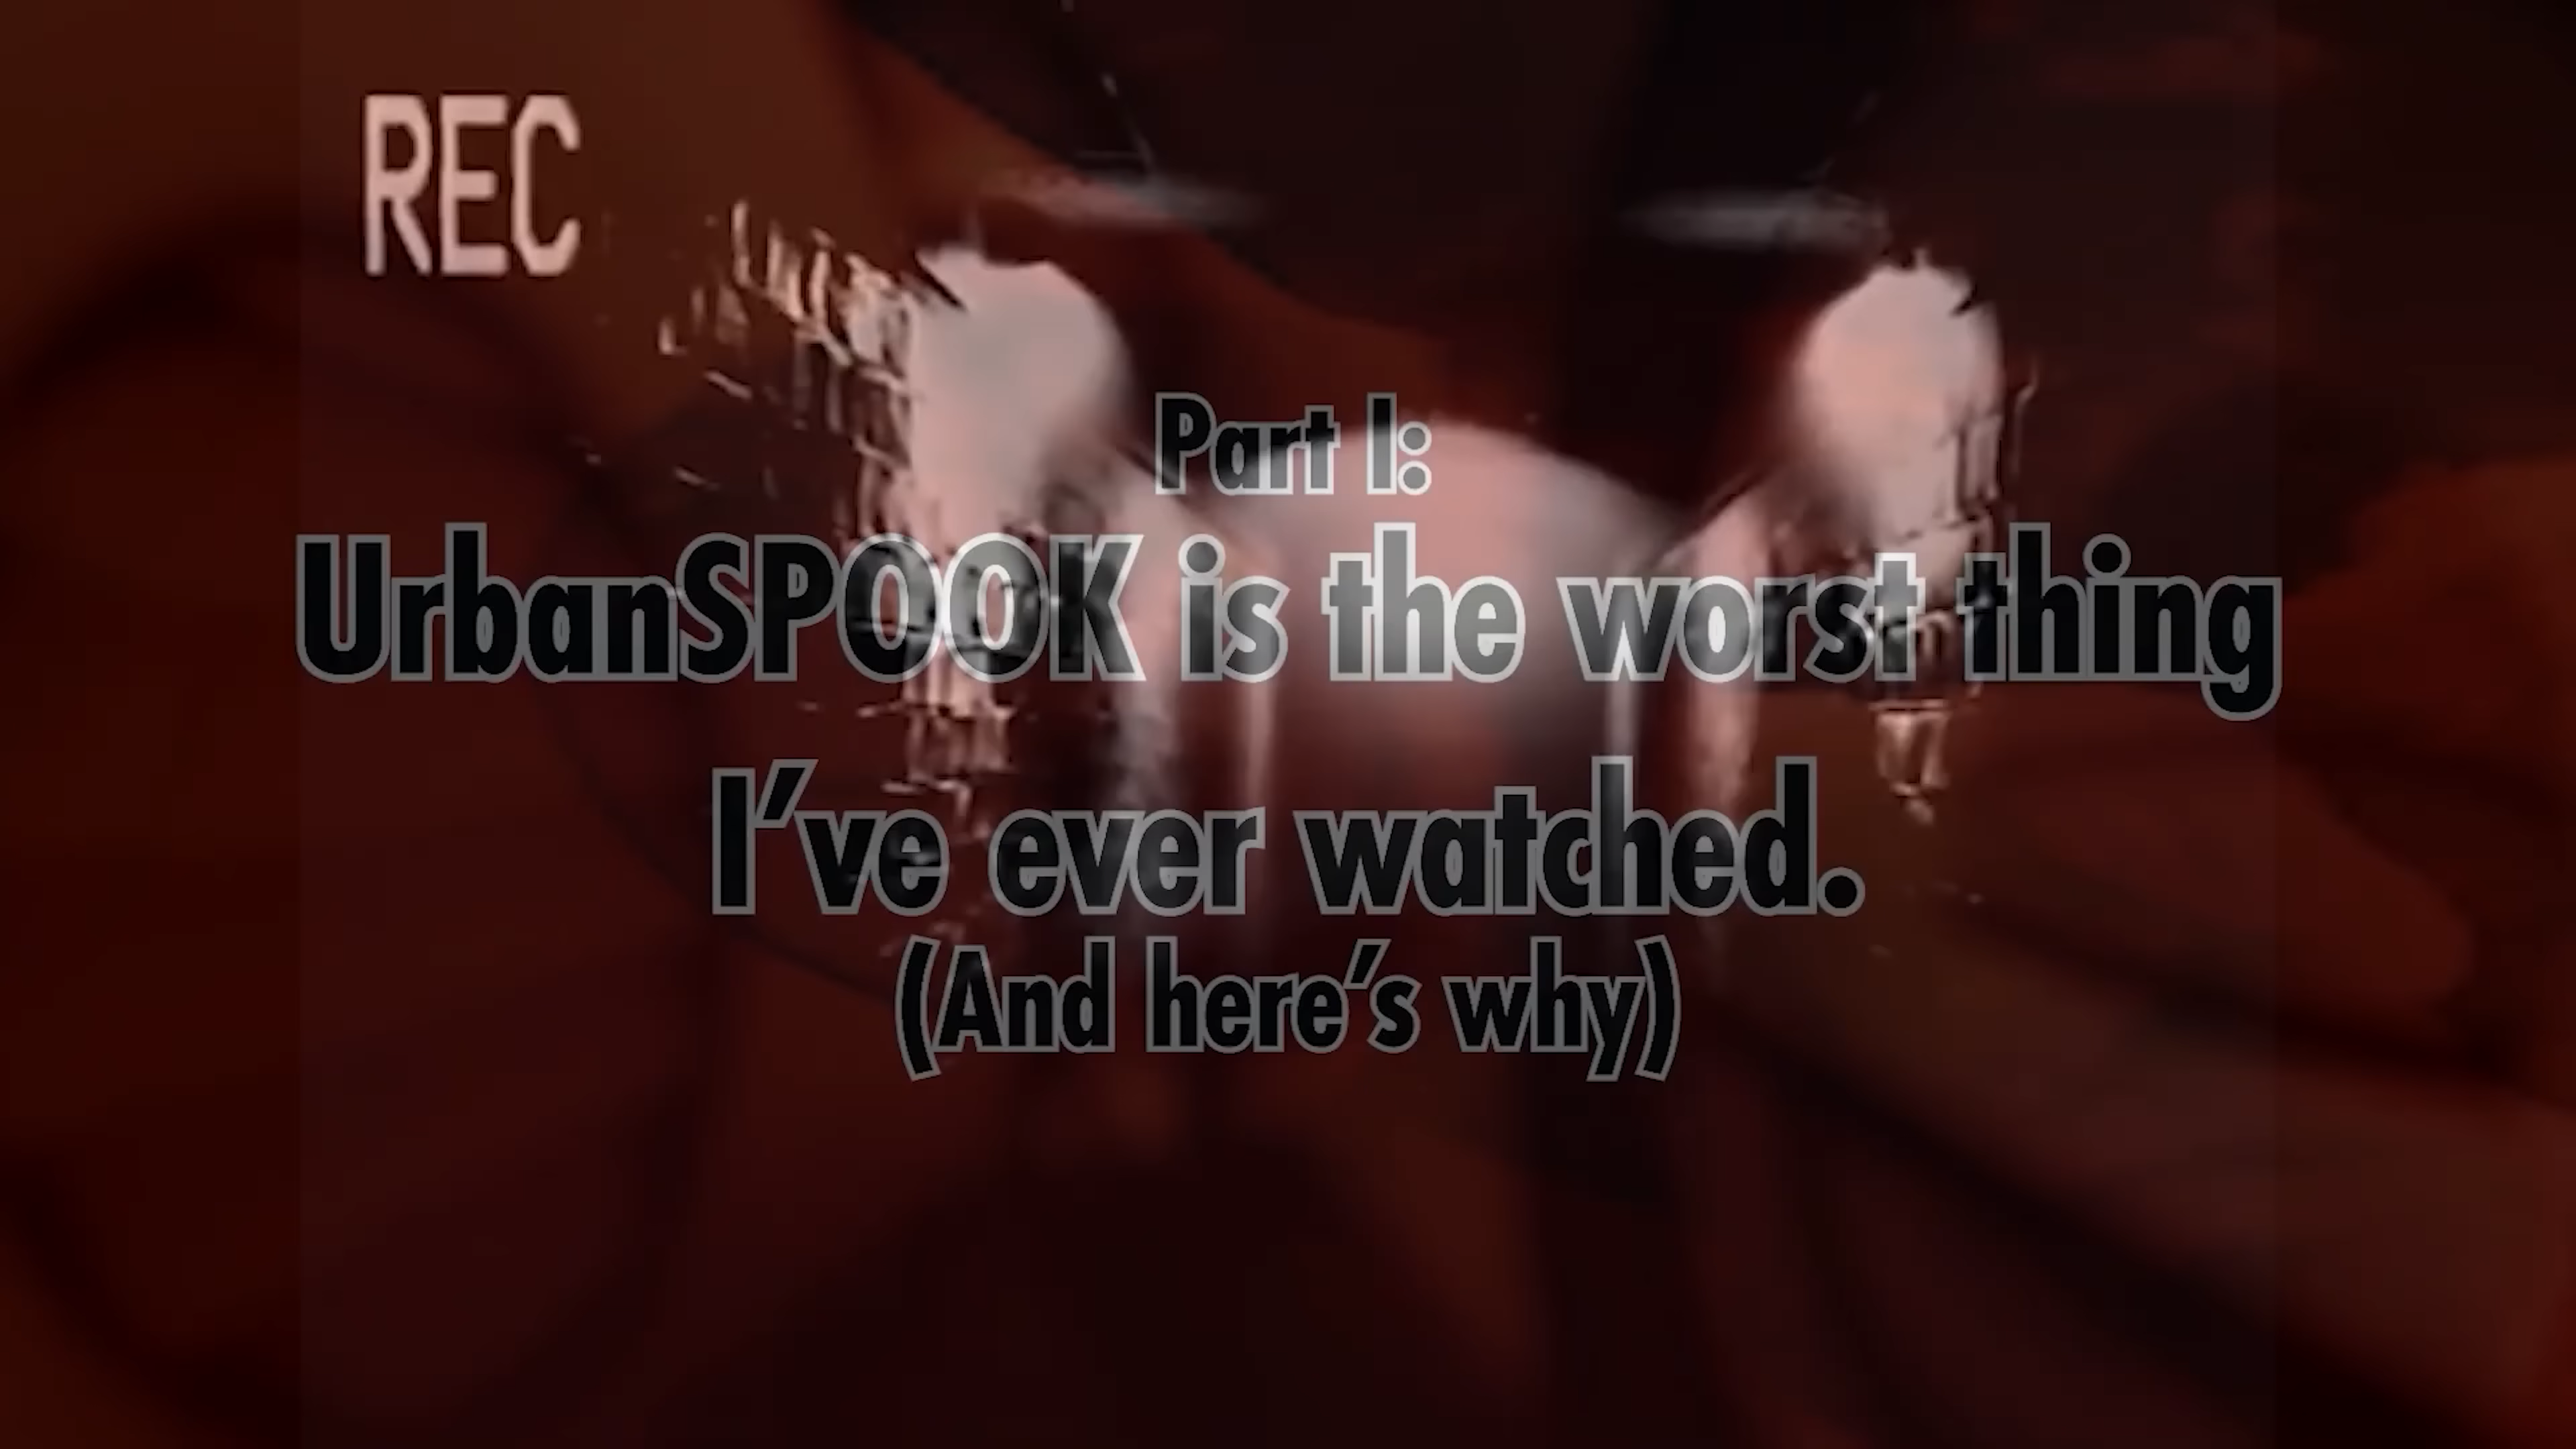 REC
Part I:
UrbanSPOOK is the worst thing
I've ever watched.
(And here's why)